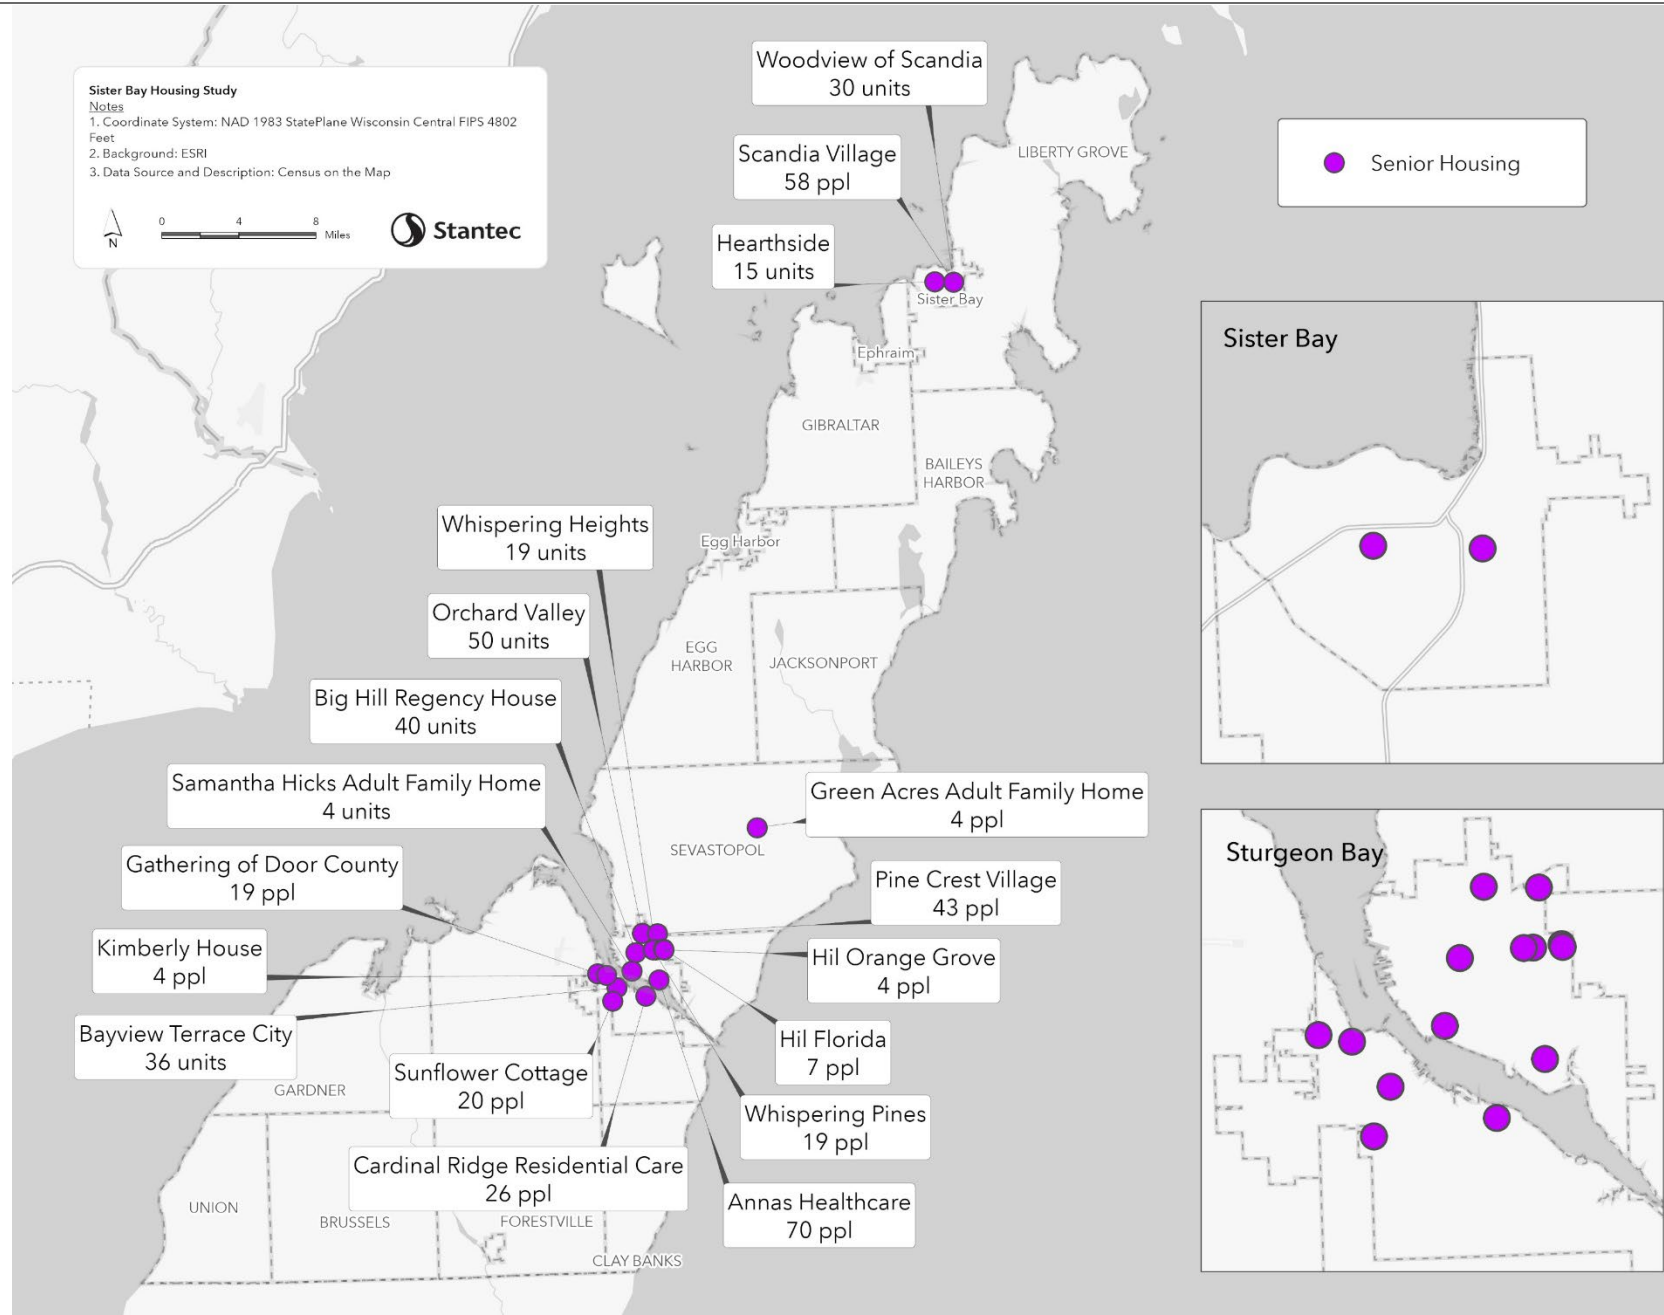 Sister Bay Housing Study
Notes
1. Coordinate System: NAD 1983 StatePlane Wisconsin Central FIPS 4802
Feet
2. Background: ESRI
3. Data Source and Description: Census on the Map
N
0 4 8
Miles
Stantec
Woodview of Scandia
30 units
Scandia Village
58 ppl
Hearthside
15 units
LIBERTY GROVE
Sister Bay
Ephraim
GIBRALTAR
BAILEYS
HARBOR
Egg Harbor
EGG
HARBOR
JACKSONPORT
Whispering Heights
19 units
Orchard Valley
50 units
Big Hill Regency House
40 units
Samantha Hicks Adult Family Home
4 units
Gathering of Door County
19 ppl
Kimberly House
4 ppl
Bayview Terrace City
36 units
Sunflower Cottage
20 ppl
Cardinal Ridge Residential Care
26 ppl
Green Acres Adult Family Home
4 ppl
SEVASTOPOL
Pine Crest Village
43 ppl
Hil Orange Grove
4 ppl
Hil Florida
7 ppl
Whispering Pines
19 ppl
Annas Healthcare
70 ppl
GARDNER
UNION
BRUSSELS
FORESTVILLE
CLAY BANKS
Senior Housing
Sister Bay
Sturgeon Bay